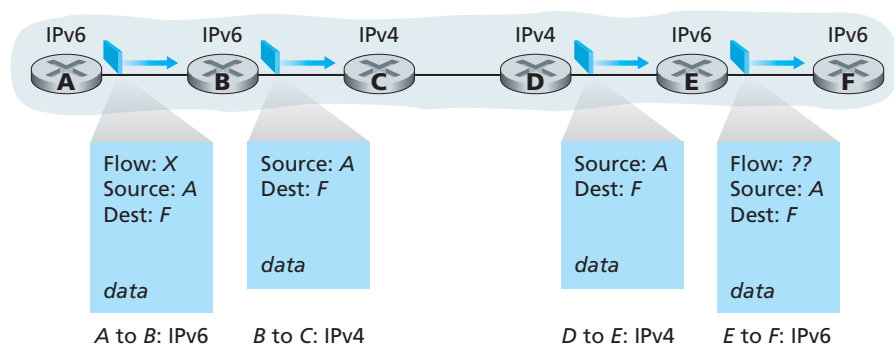 IPv6 IPv6 IPv4 IPv4 IPv6 IPv6
A B C D E F
Flow: X
Source: A
Dest: F
data
Source: A
Dest: F
data
Source: A
Dest: F
data
Flow: ??
Source: A
Dest: F
data
A to B: IPv6 B to C: IPv4 D to E: IPv4 E to F: IPv6